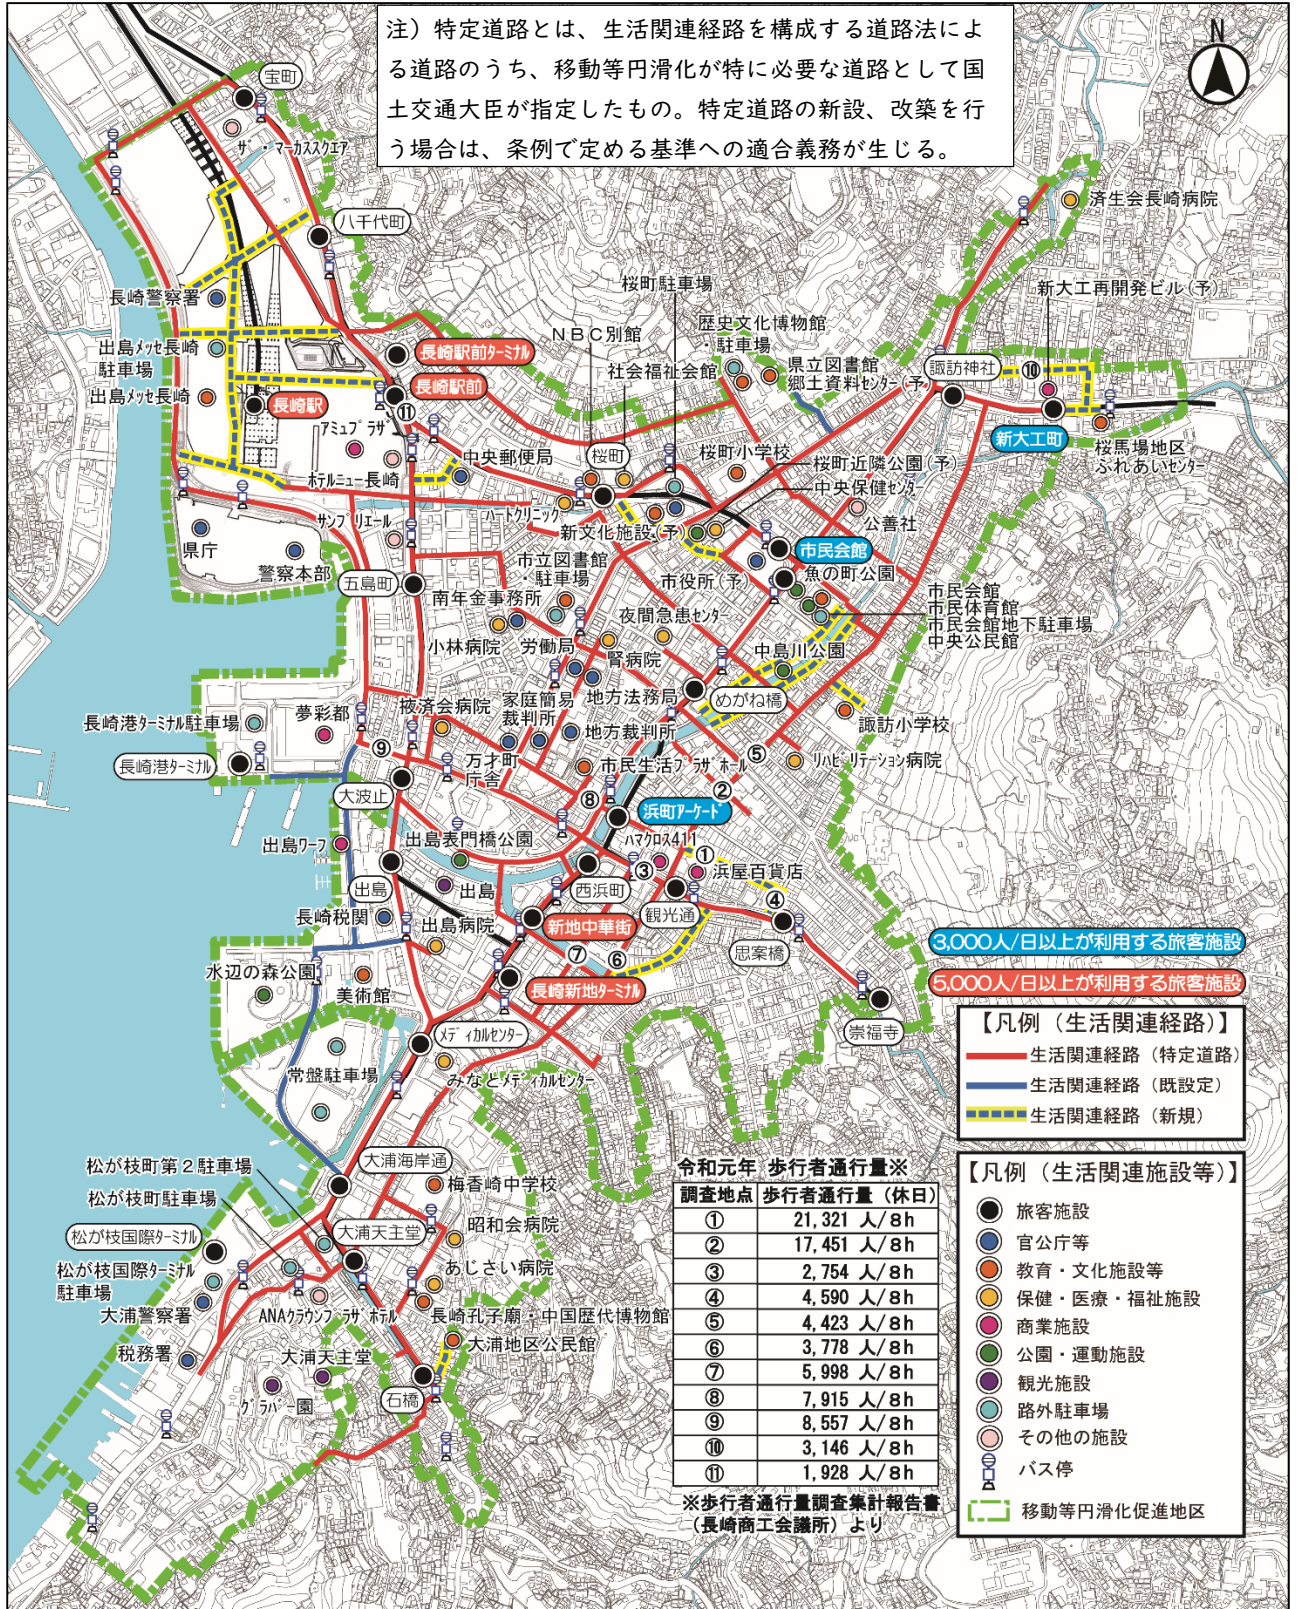 注）特定道路とは、生活関連経路を構成する道路法によ
る道路のうち、移動等円滑化が特に必要な道路として国
土交通大臣が指定したもの。特定道路の新設、改築を行
う場合は、条例で定める基準への適合義務が生じる。
N
宝町
ザ・マーカススクエア
八千代町
済生会長崎病院
長崎警察署
桜町駐車場
新大工再開発ビル(予)
NBC別館
歴史文化博物館
・駐車場
出島メッセ長崎
駐車場
長崎駅前ターミナル
社会福祉会館
県立図書館
郷土資料センター(予)
諏訪神社
⑩
出島メッセ長崎
長崎駅
長崎駅前
⑪
新大工町
アミュプラザ
中央郵便局
桜町
桜町小学校
桜町近隣公園(予)
桜馬場地区
ふれあいセンター
ホテルニュー長崎
中央保健センター
ハートクリニック
サンプリエール
新文化施設(予)
公善社
県庁
警察本部
市民会館
五島町
市立図書館
・駐車場
市役所(予)
魚の町公園
南年金事務所
夜間急患センター
市民会館
市民体育館
市民会館地下駐車場
中央公民館
小林病院
労働局
腎病院
中島川公園
家庭簡易
裁判所
地方法務局
めがね橋
掖済会病院
夢彩都
長崎港ターミナル駐車場
地方裁判所
諏訪小学校
長崎港ターミナル
⑨
万才町
庁舎
市民生活プラザホール
⑤
リハビリテーション病院
大波止
②
⑧
浜町アーケード
出島ワーフ
出島表門橋公園
ハマクロス411
①
出島
出島
西浜町
③
浜屋百貨店
観光通
④
長崎税関
出島病院
新地中華街
思案橋
3,000人/日以上が利用する旅客施設
水辺の森公園
美術館
⑦
⑥
長崎新地ターミナル
5,000人/日以上が利用する旅客施設
崇福寺
メディカルセンター
【凡例（生活関連経路）】
生活関連経路（特定道路）
生活関連経路（既設定）
生活関連経路（新規）
常盤駐車場
みなとメディカルセンター
松が枝町第2駐車場
大浦海岸通
松が枝町駐車場
梅香崎中学校
松が枝国際ターミナル
大浦天主堂
昭和会病院
松が枝国際ターミナル
駐車場
あじさい病院
大浦警察署
ANAクラウンプラザホテル
長崎孔子廟・中国歴代博物館
大浦地区公民館
税務署
大浦天主堂
グラバー園
石橋
令和元年 歩行者通行量※
調査地点 歩行者通行量（休日）
① 21,321 人/8h
② 17,451 人/8h
③ 2,754 人/8h
④ 4,590 人/8h
⑤ 4,423 人/8h
⑥ 3,778 人/8h
⑦ 5,998 人/8h
⑧ 7,915 人/8h
⑨ 8,557 人/8h
⑩ 3,146 人/8h
⑪ 1,928 人/8h
※歩行者通行量調査集計報告書
（長崎商工会議所）より
【凡例（生活関連施設等）】
旅客施設
官公庁等
教育・文化施設等
保健・医療・福祉施設
商業施設
公園・運動施設
観光施設
路外駐車場
その他の施設
バス停
移動等円滑化促進地区